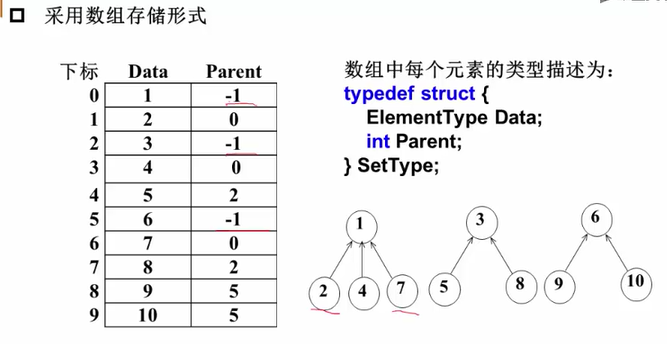 采用数组存储形式
下标 Data Parent
0 1 -1
1 2 0
2 3 -1
3 4 0
4 5 2
5 6 -1
6 7 0
7 8 2
8 9 5
9 10 5
数组中每个元素的类型描述为：
typedef struct {
ElementType Data;
int Parent;
} SetType;
1 3 6
2 4 7 5 8 9 10